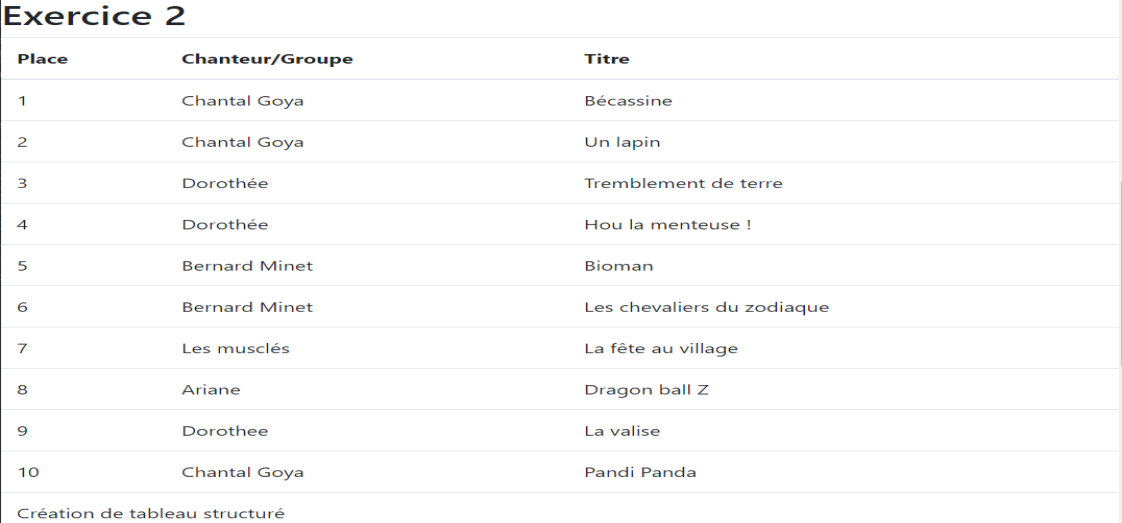 Exercice 2
Place Chanteur/Groupe Titre
1 Chantal Goya Bécassine
2 Chantal Goya Un lapin
3 Dorothée Tremblement de terre
4 Dorothée Hou la menteuse !
5 Bernard Minet Bioman
6 Bernard Minet Les chevaliers du zodiaque
7 Les musclés La fête au village
8 Ariane Dragon ball Z
9 Dorothee La valise
10 Chantal Goya Pandi Panda
Création de tableau structuré